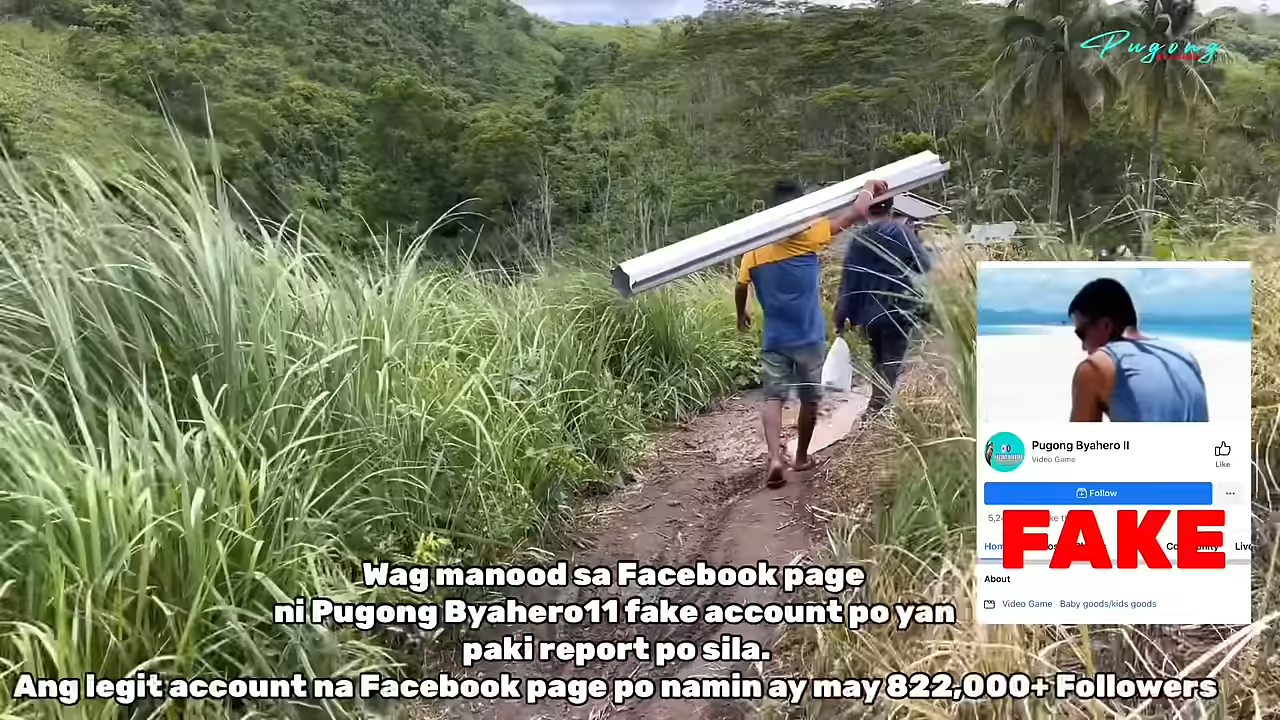 Pugong
Pugong Byahero II
Video Game
Like
Follow
FAKE
About
Video Game Baby goods/kids goods
Wag manood sa Facebook page
ni Pugong Byahero11 fake account po yan
paki report po sila.
Ang legit account na Facebook page po namin ay may 822,000+ Followers